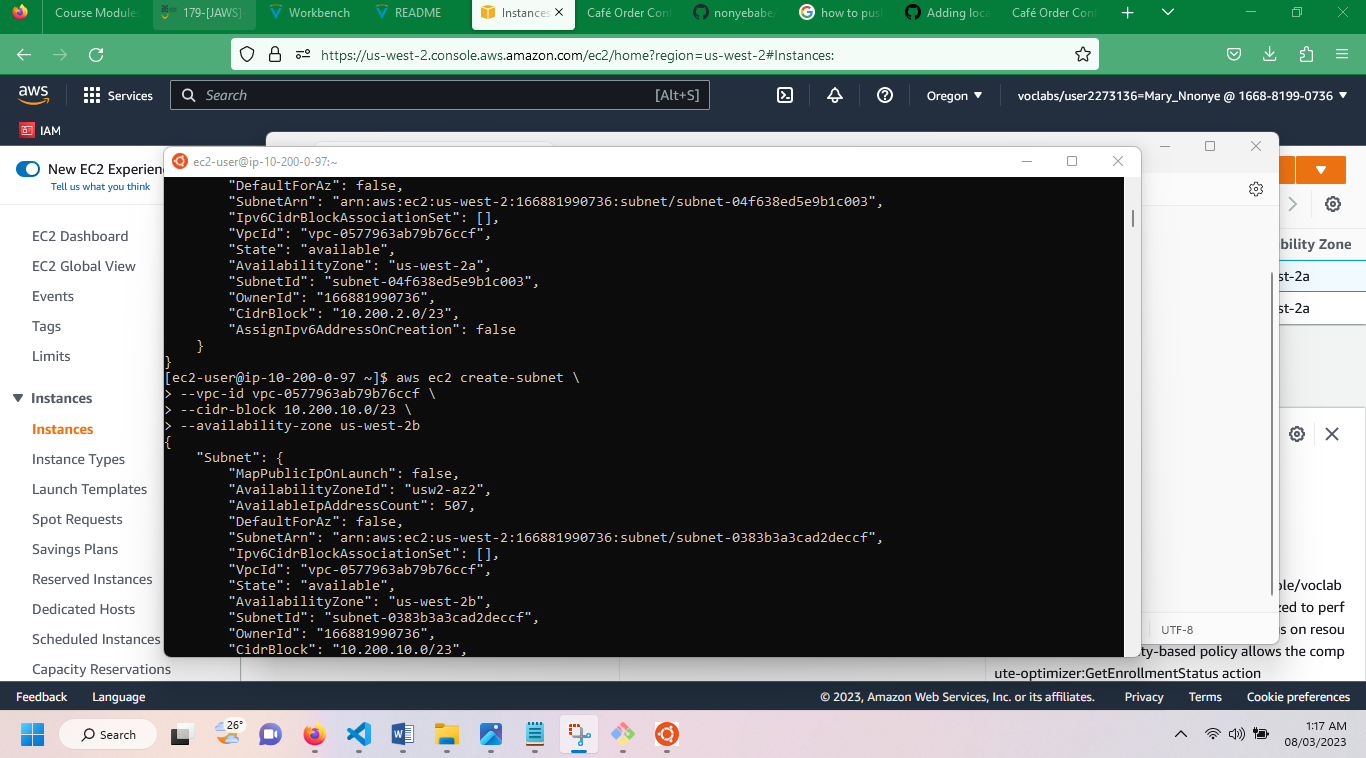 Course Module
179-[JAWS]-
Workbench
README
Instances
Café Order Con
nonyebabe/
how to pus
Adding loca
Café Order Con
https://us-west-2.console.aws.amazon.com/ec2/home?region=us-west-2#Instances:
aws
Services
Search
[Alt+S]
Oregon
voclabs/user2273136=Mary_Nnonye @ 1668-8199-0736
IAM
New EC2 Experien
Tell us what you think
EC2 Dashboard
EC2 Global View
Events
Tags
Limits
Instances
Instances
Instance Types
Launch Templates
Spot Requests
Savings Plans
Reserved Instances
Dedicated Hosts
Scheduled Instances
Capacity Reservations
ec2-user@ip-10-200-0-97:~
"DefaultForAz": false,
"SubnetArn": "arn:aws:ec2:us-west-2:166881990736:subnet/subnet-04f638ed5e9b1c003",
"Ipv6CidrBlockAssociationSet": [],
"VpcId": "vpc-0577963ab79b76ccf",
"State": "available",
"AvailabilityZone": "us-west-2a",
"SubnetId": "subnet-04f638ed5e9b1c003",
"OwnerId": "166881990736",
"CidrBlock": "10.200.2.0/23",
"AssignIpv6AddressOnCreation": false
}
}
[ec2-user@ip-10-200-0-97 ~]$ aws ec2 create-subnet \
> --vpc-id vpc-0577963ab79b76ccf \
> --cidr-block 10.200.10.0/23 \
> --availability-zone us-west-2b
{
"Subnet": {
"MapPublicIpOnLaunch": false,
"AvailabilityZoneId": "usw2-az2",
"AvailableIpAddressCount": 507,
"DefaultForAz": false,
"SubnetArn": "arn:aws:ec2:us-west-2:166881990736:subnet/subnet-0383b3a3cad2deccf",
"Ipv6CidrBlockAssociationSet": [],
"VpcId": "vpc-0577963ab79b76ccf",
"State": "available",
"AvailabilityZone": "us-west-2b",
"SubnetId": "subnet-0383b3a3cad2deccf",
"OwnerId": "166881990736",
"CidrBlock": "10.200.10.0/23",
bility Zone
st-2a
st-2a
ole/voclab
zed to perf
s on resou
ty-based policy allows the comp
ute-optimizer:GetEnrollmentStatus action
UTF-8
Feedback
Language
© 2023, Amazon Web Services, Inc. or its affiliates.
Privacy
Terms
Cookie preferences
26°
Search
1:17 AM
08/03/2023